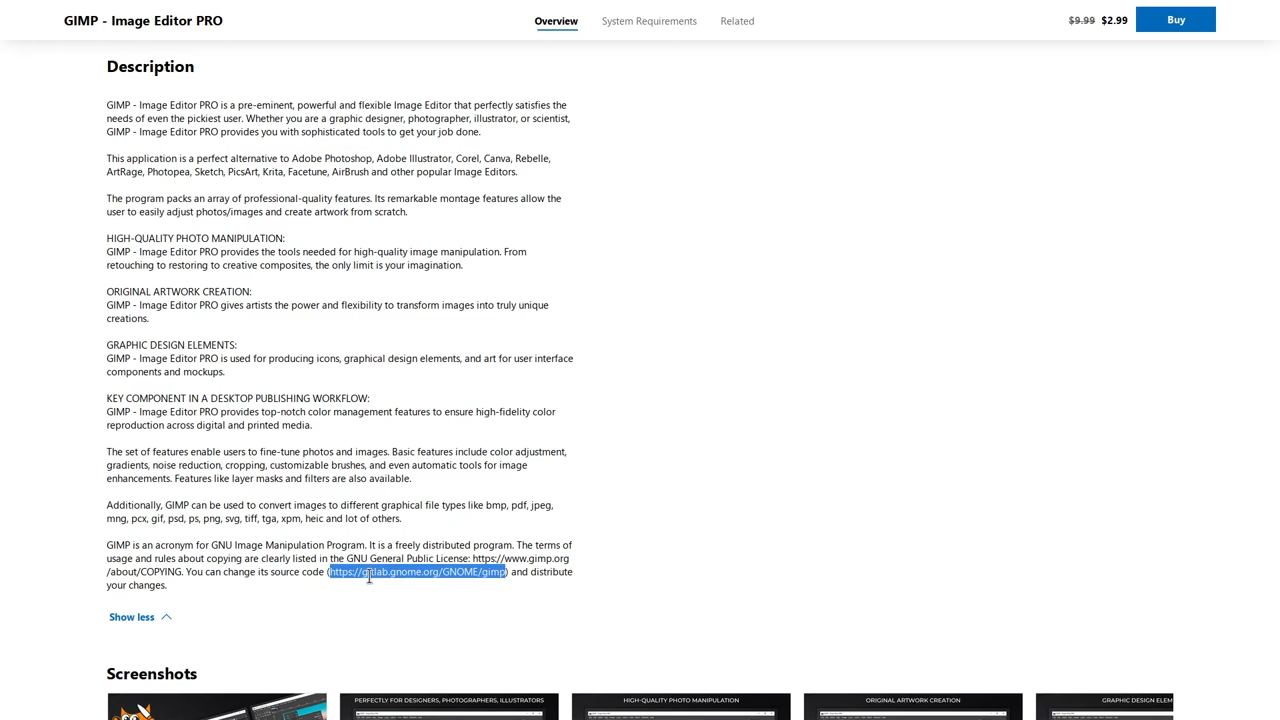 GIMP - Image Editor PRO
Overview
System Requirements
Related
$9.99 $2.99
Buy
Description
GIMP - Image Editor PRO is a pre-eminent, powerful and flexible Image Editor that perfectly satisfies the
needs of even the pickiest user. Whether you are a graphic designer, photographer, illustrator, or scientist,
GIMP - Image Editor PRO provides you with sophisticated tools to get your job done.
This application is a perfect alternative to Adobe Photoshop, Adobe Illustrator, Corel, Canva, Rebelle,
ArtRage, Photopea, Sketch, PicsArt, Krita, Facetune, AirBrush and other popular Image Editors.
The program packs an array of professional-quality features. Its remarkable montage features allow the
user to easily adjust photos/images and create artwork from scratch.
HIGH-QUALITY PHOTO MANIPULATION:
GIMP - Image Editor PRO provides the tools needed for high-quality image manipulation. From
retouching to restoring to creative composites, the only limit is your imagination.
ORIGINAL ARTWORK CREATION:
GIMP - Image Editor PRO gives artists the power and flexibility to transform images into truly unique
creations.
GRAPHIC DESIGN ELEMENTS:
GIMP - Image Editor PRO is used for producing icons, graphical design elements, and art for user interface
components and mockups.
KEY COMPONENT IN A DESKTOP PUBLISHING WORKFLOW:
GIMP - Image Editor PRO provides top-notch color management features to ensure high-fidelity color
reproduction across digital and printed media.
The set of features enable users to fine-tune photos and images. Basic features include color adjustment,
gradients, noise reduction, cropping, customizable brushes, and even automatic tools for image
enhancements. Features like layer masks and filters are also available.
Additionally, GIMP can be used to convert images to different graphical file types like bmp, pdf, jpeg,
mng, pcx, gif, psd, ps, png, svg, tiff, tga, xpm, heic and lot of others.
GIMP is an acronym for GNU Image Manipulation Program. It is a freely distributed program. The terms of
usage and rules about copying are clearly listed in the GNU General Public License: https://www.gimp.org
/about/COPYING. You can change its source code (https://gitlab.gnome.org/GNOME/gimp) and distribute
your changes.
Show less
Screenshots
PERFECTLY FOR DESIGNERS, PHOTOGRAPHERS, ILLUSTRATORS
HIGH-QUALITY PHOTO MANIPULATION
ORIGINAL ARTWORK CREATION
GRAPHIC DESIGN ELEM